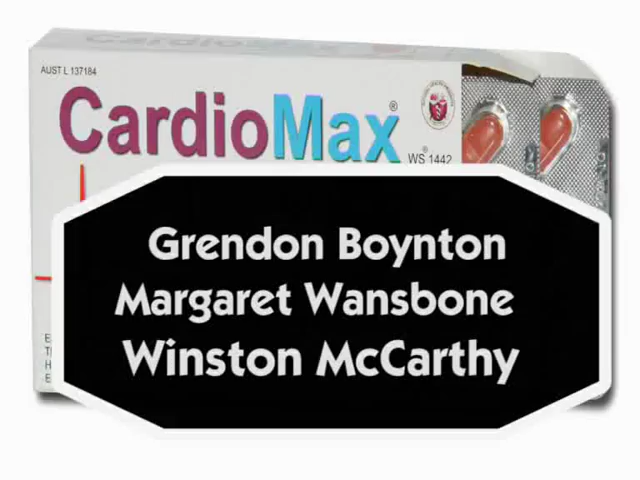 AUST L 137184
CardioMax®
WS® 1442
Grendon Boynton
Margaret Wansbone
Winston McCarthy